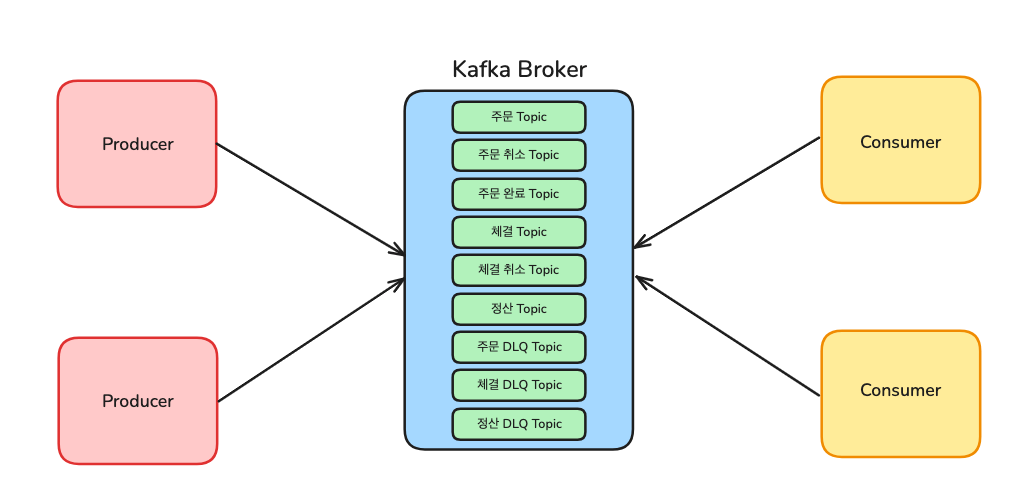 Kafka Broker
Producer
Producer
주문 Topic
주문 취소 Topic
주문 완료 Topic
체결 Topic
체결 취소 Topic
정산 Topic
주문 DLQ Topic
체결 DLQ Topic
정산 DLQ Topic
Consumer
Consumer